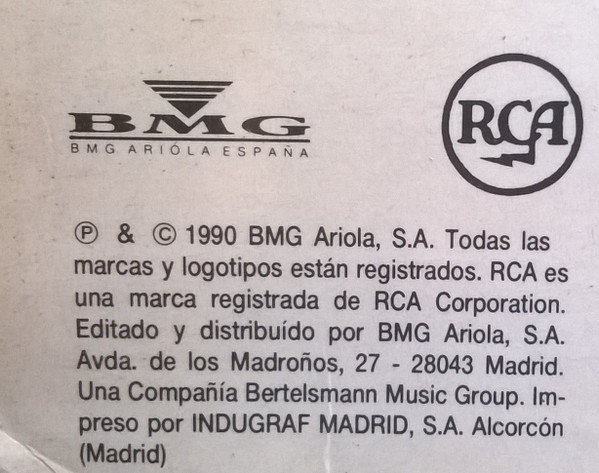 BMG
BMG ARIÓLA ESPAÑA
RCA
Ⓟ & © 1990 BMG Ariola, S.A. Todas las
marcas y logotipos están registrados. RCA es
una marca registrada de RCA Corporation.
Editado y distribuído por BMG Ariola, S.A.
Avda. de los Madroños, 27 - 28043 Madrid.
Una Compañía Bertelsmann Music Group. Im-
preso por INDUGRAF MADRID, S.A. Alcorcón
(Madrid)